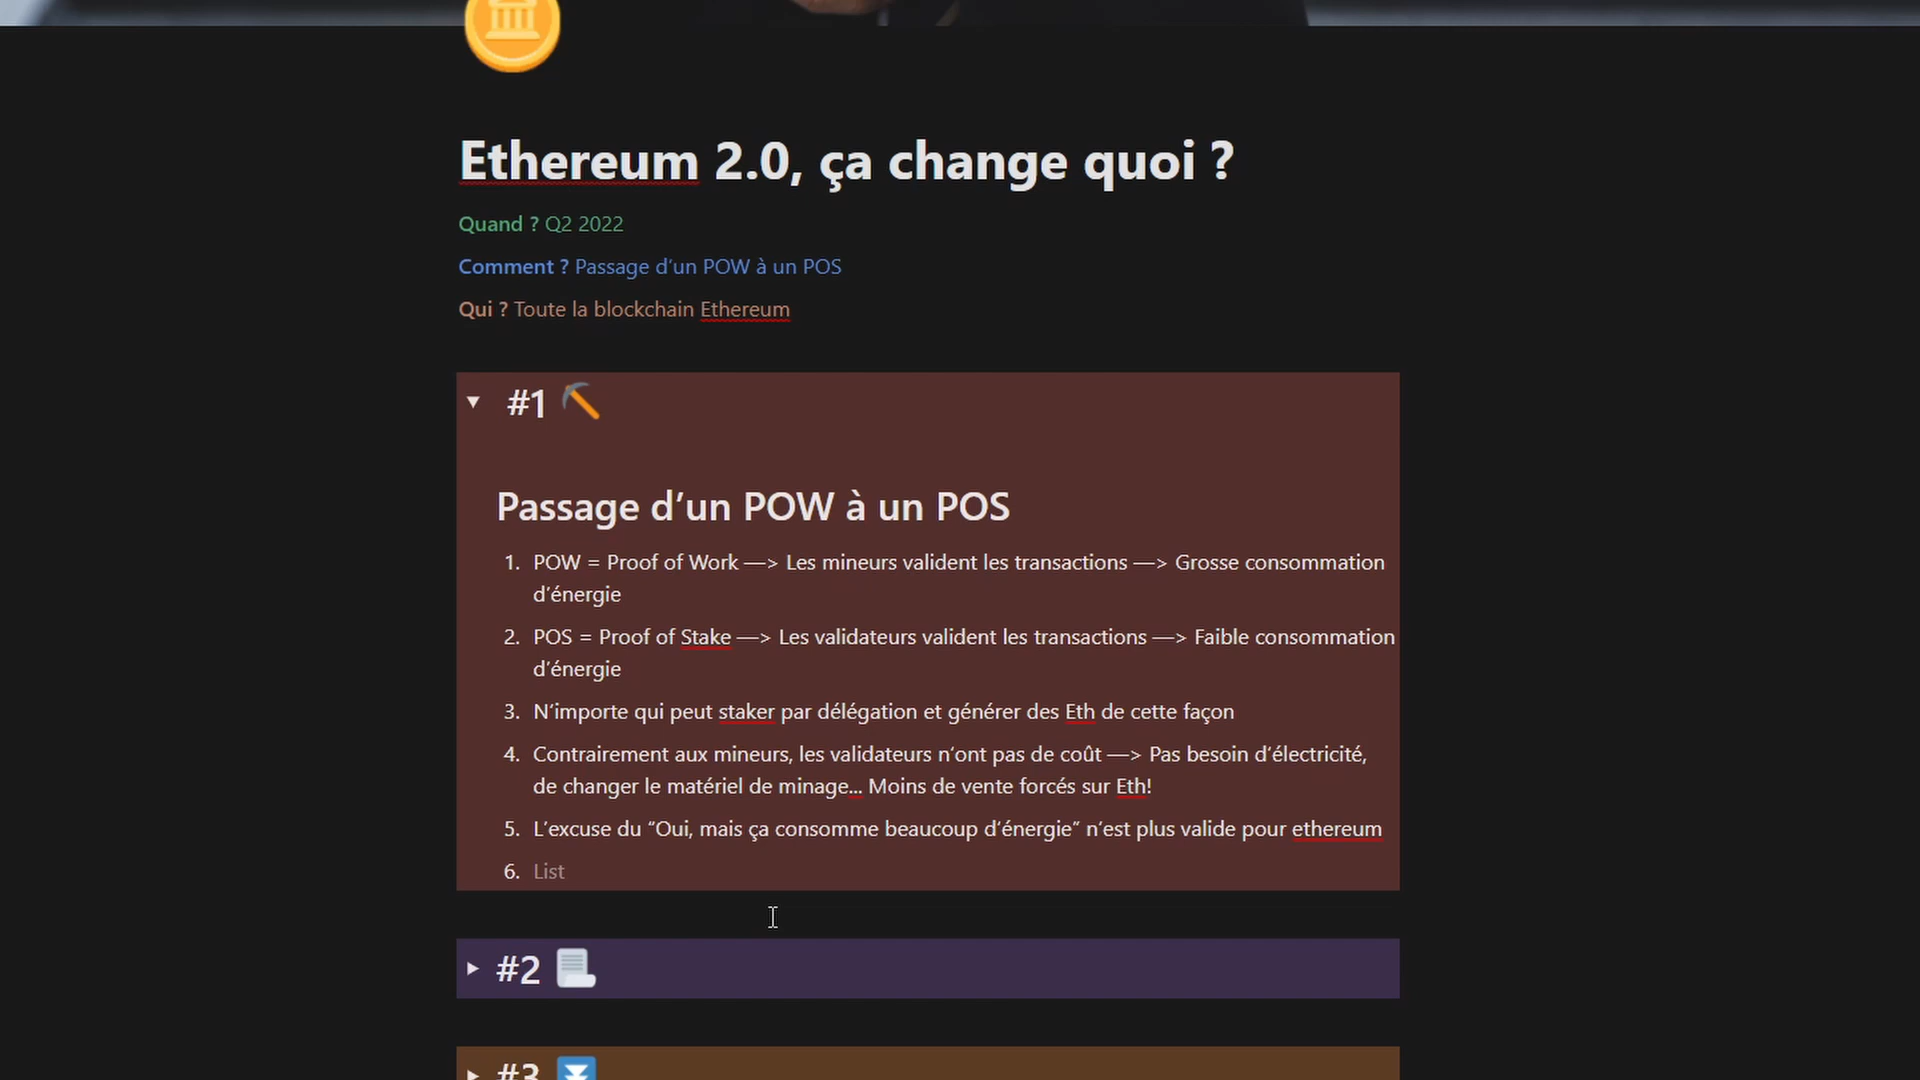 Ethereum 2.0, ça change quoi ?
Quand ? Q2 2022
Comment ? Passage d’un POW à un POS
Qui ? Toute la blockchain Ethereum
#1
Passage d’un POW à un POS
1. POW = Proof of Work —> Les mineurs valident les transactions —> Grosse consommation
d’énergie
2. POS = Proof of Stake —> Les validateurs valident les transactions —> Faible consommation
d’énergie
3. N’importe qui peut staker par délégation et générer des Eth de cette façon
4. Contrairement aux mineurs, les validateurs n’ont pas de coût —> Pas besoin d’électricité,
de changer le matériel de minage... Moins de vente forcés sur Eth!
5. L’excuse du “Oui, mais ça consomme beaucoup d’énergie” n’est plus valide pour ethereum
6. List
#2
#3